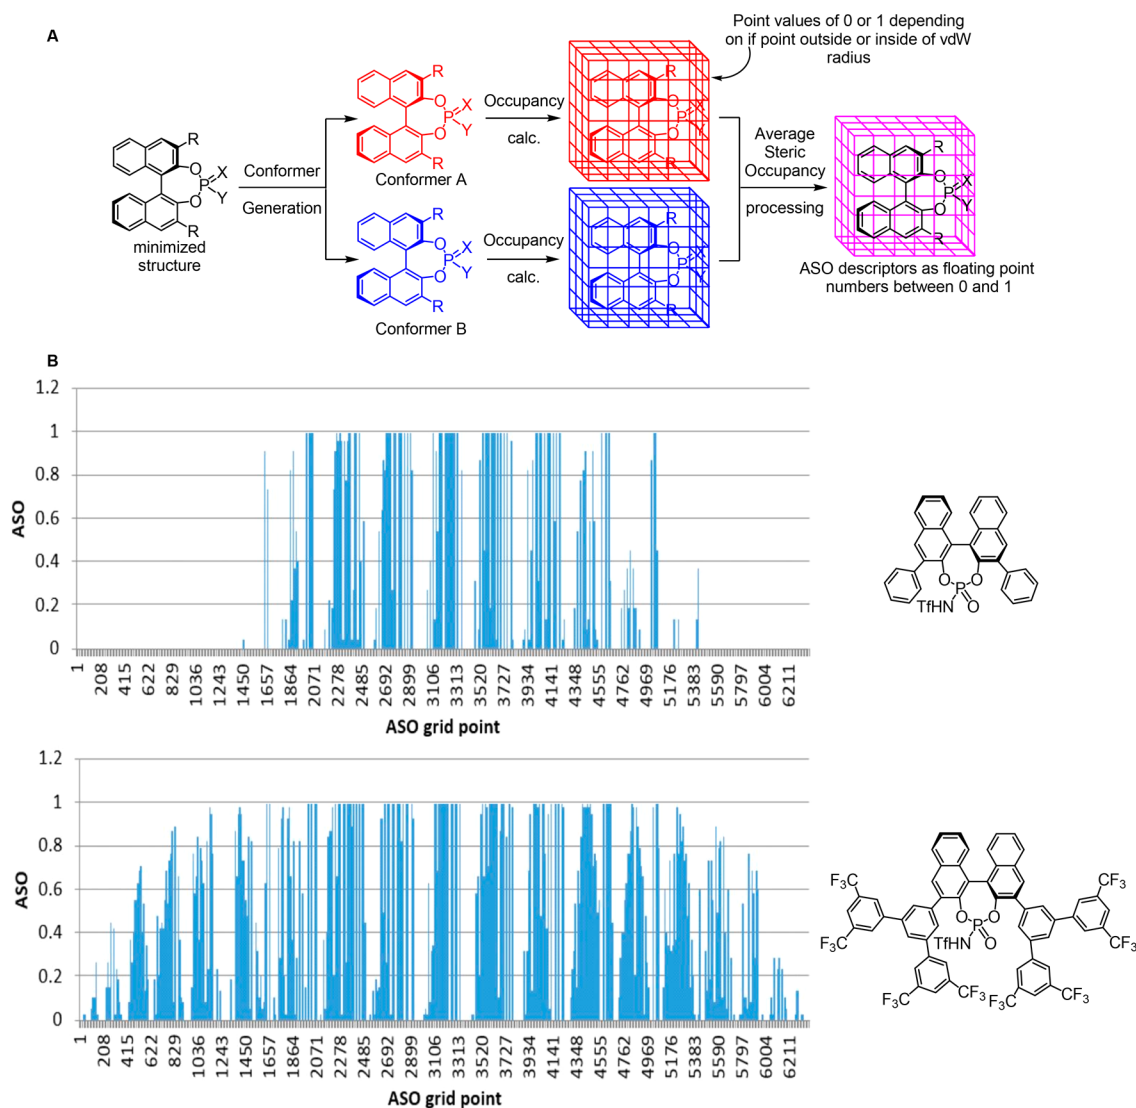 A
Point values of 0 or 1 depending
on if point outside or inside of vdW
radius
R
O
O
P
X
Y
R
minimized
structure
Conformer
Generation
R
O
O
P
X
Y
R
Conformer A
R
O
O
P
X
Y
R
Conformer B
Occupancy
calc.
Occupancy
calc.
R
O
O
P
X
Y
R
R
O
O
P
X
Y
R
Average
Steric
Occupancy
processing
R
O
O
P
X
Y
R
ASO descriptors as floating point
numbers between 0 and 1
B
1.2
1
0.8
0.6
0.4
0.2
0
ASO
1 208 415 622 829 1036 1243 1450 1657 1864 2071 2278 2485 2692 2899 3106 3313 3520 3727 3934 4141 4348 4555 4762 4969 5176 5383 5590 5797 6004 6211
ASO grid point
O O
P
TfHN O
1.2
1
0.8
0.6
0.4
0.2
0
ASO
1 208 415 622 829 1036 1243 1450 1657 1864 2071 2278 2485 2692 2899 3106 3313 3520 3727 3934 4141 4348 4555 4762 4969 5176 5383 5590 5797 6004 6211
ASO grid point
CF3 CF3
O O
P
TfHN O
F3C CF3
CF3 CF3 F3C CF3